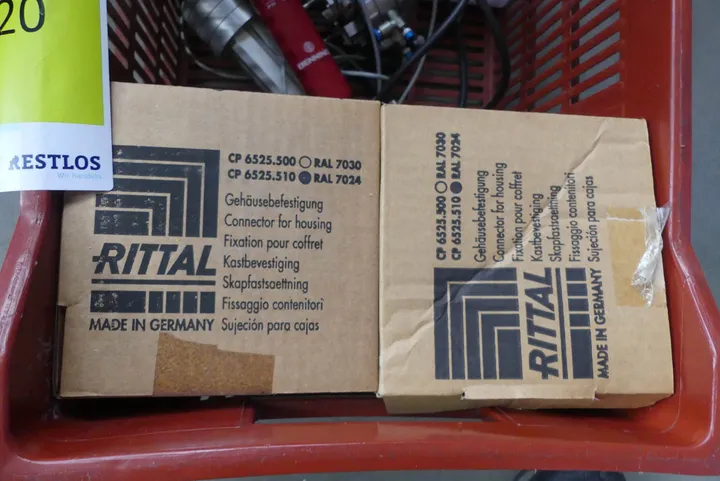 20
RESTLOS
BENNING
CP 6525.500 RAL 7030
CP 6525.510 RAL 7024
Gehäusebefestigung
Connector for housing
Fixation pour coffret
Kastbevestiging
Skapfastsaettning
Fissaggio contenitori
Sujeción para cajas
RITTAL
MADE IN GERMANY
CP 6525.500 RAL 7030
CP 6525.510 RAL 7024
Gehäusebefestigung
Connector for housing
Fixation pour coffret
Kastbevestiging
Skapfastsaettning
Fissaggio contenitori
Sujeción para cajas
RITTAL
MADE IN GERMANY